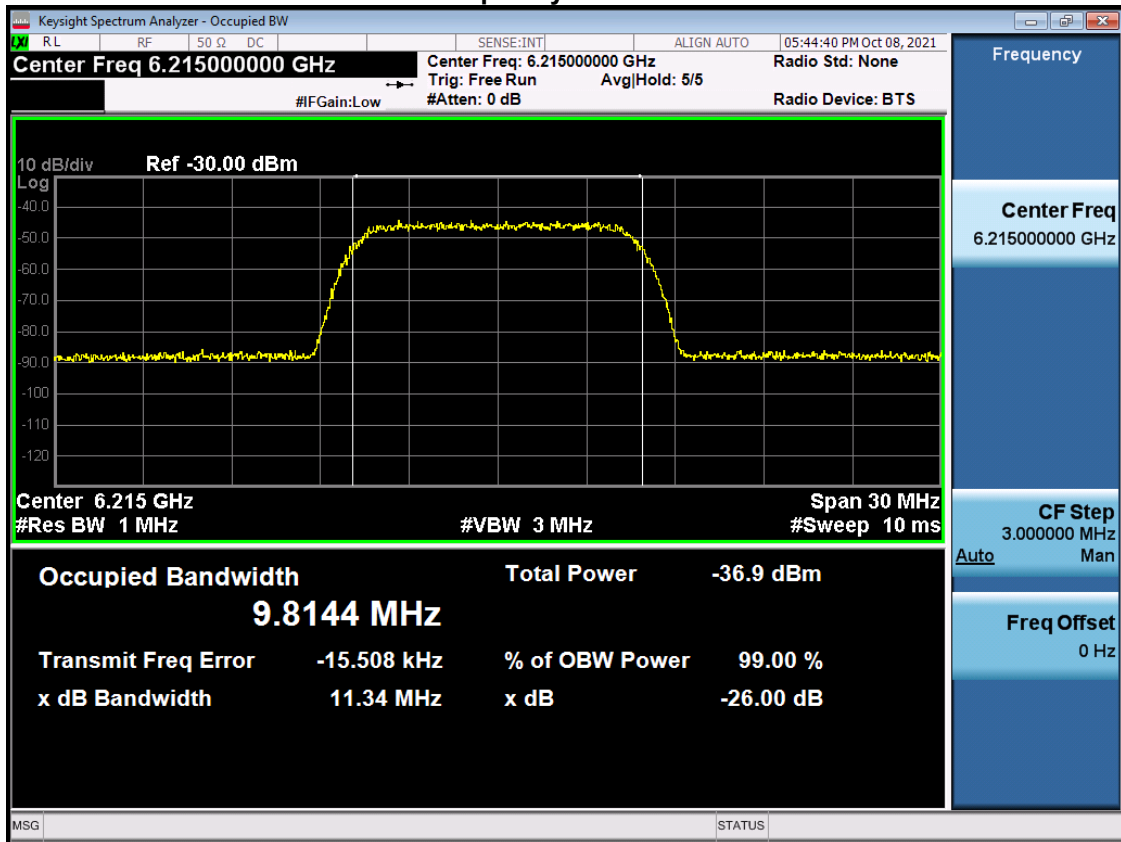 Keysight Spectrum Analyzer - Occupied BW
LXI RL RF 50 Ω DC SENSE:INT ALIGN AUTO 05:44:40 PM Oct 08, 2021
Center Freq 6.215000000 GHz
#IFGain:Low
Center Freq: 6.215000000 GHz
Trig: Free Run Avg|Hold: 5/5
#Atten: 0 dB
Radio Std: None
Radio Device: BTS
10 dB/div Ref -30.00 dBm
Log
-40.0
-50.0
-60.0
-70.0
-80.0
-90.0
-100
-110
-120
Center 6.215 GHz Span 30 MHz
#Res BW 1 MHz #VBW 3 MHz #Sweep 10 ms
Occupied Bandwidth Total Power -36.9 dBm
9.8144 MHz
Transmit Freq Error -15.508 kHz % of OBW Power 99.00 %
x dB Bandwidth 11.34 MHz x dB -26.00 dB
MSG STATUS
Frequency
Center Freq
6.215000000 GHz
CF Step
3.000000 MHz
Auto Man
Freq Offset
0 Hz